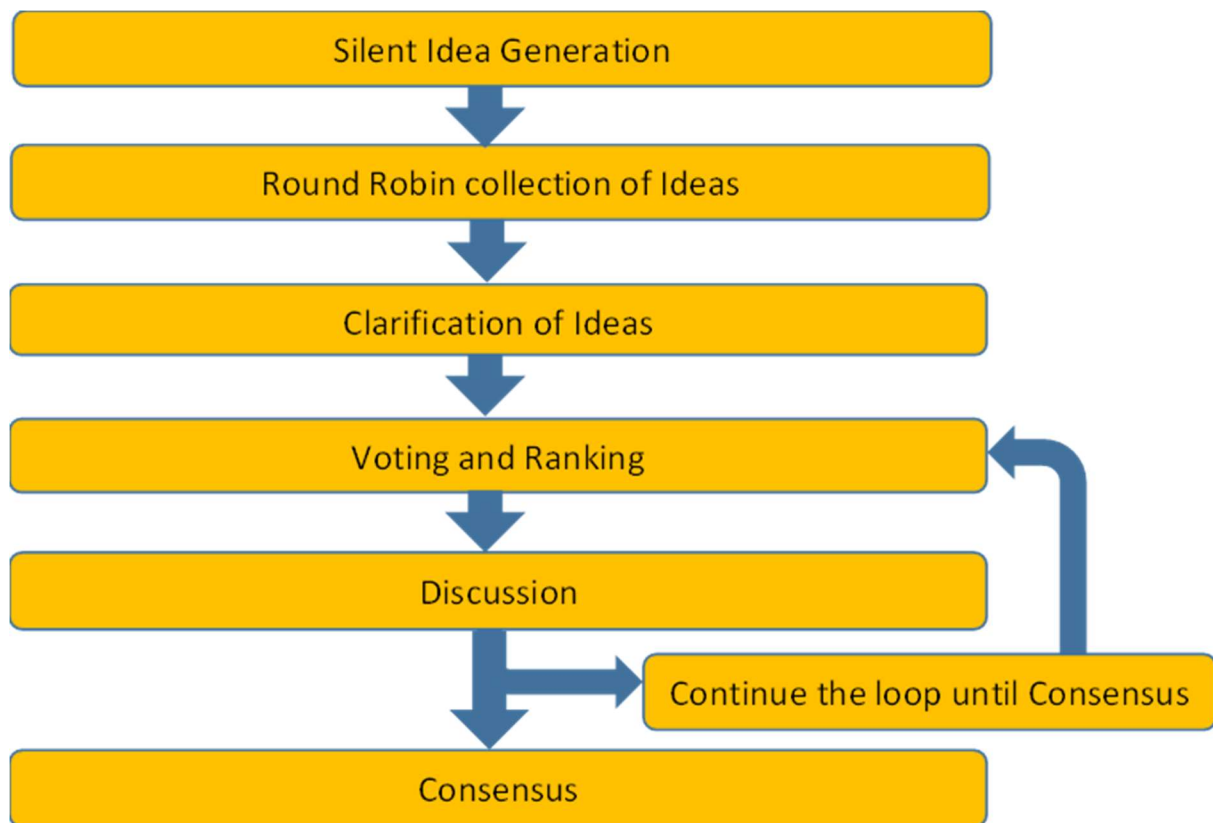 Silent Idea Generation
Round Robin collection of Ideas
Clarification of Ideas
Voting and Ranking
Discussion
Continue the loop until Consensus
Consensus